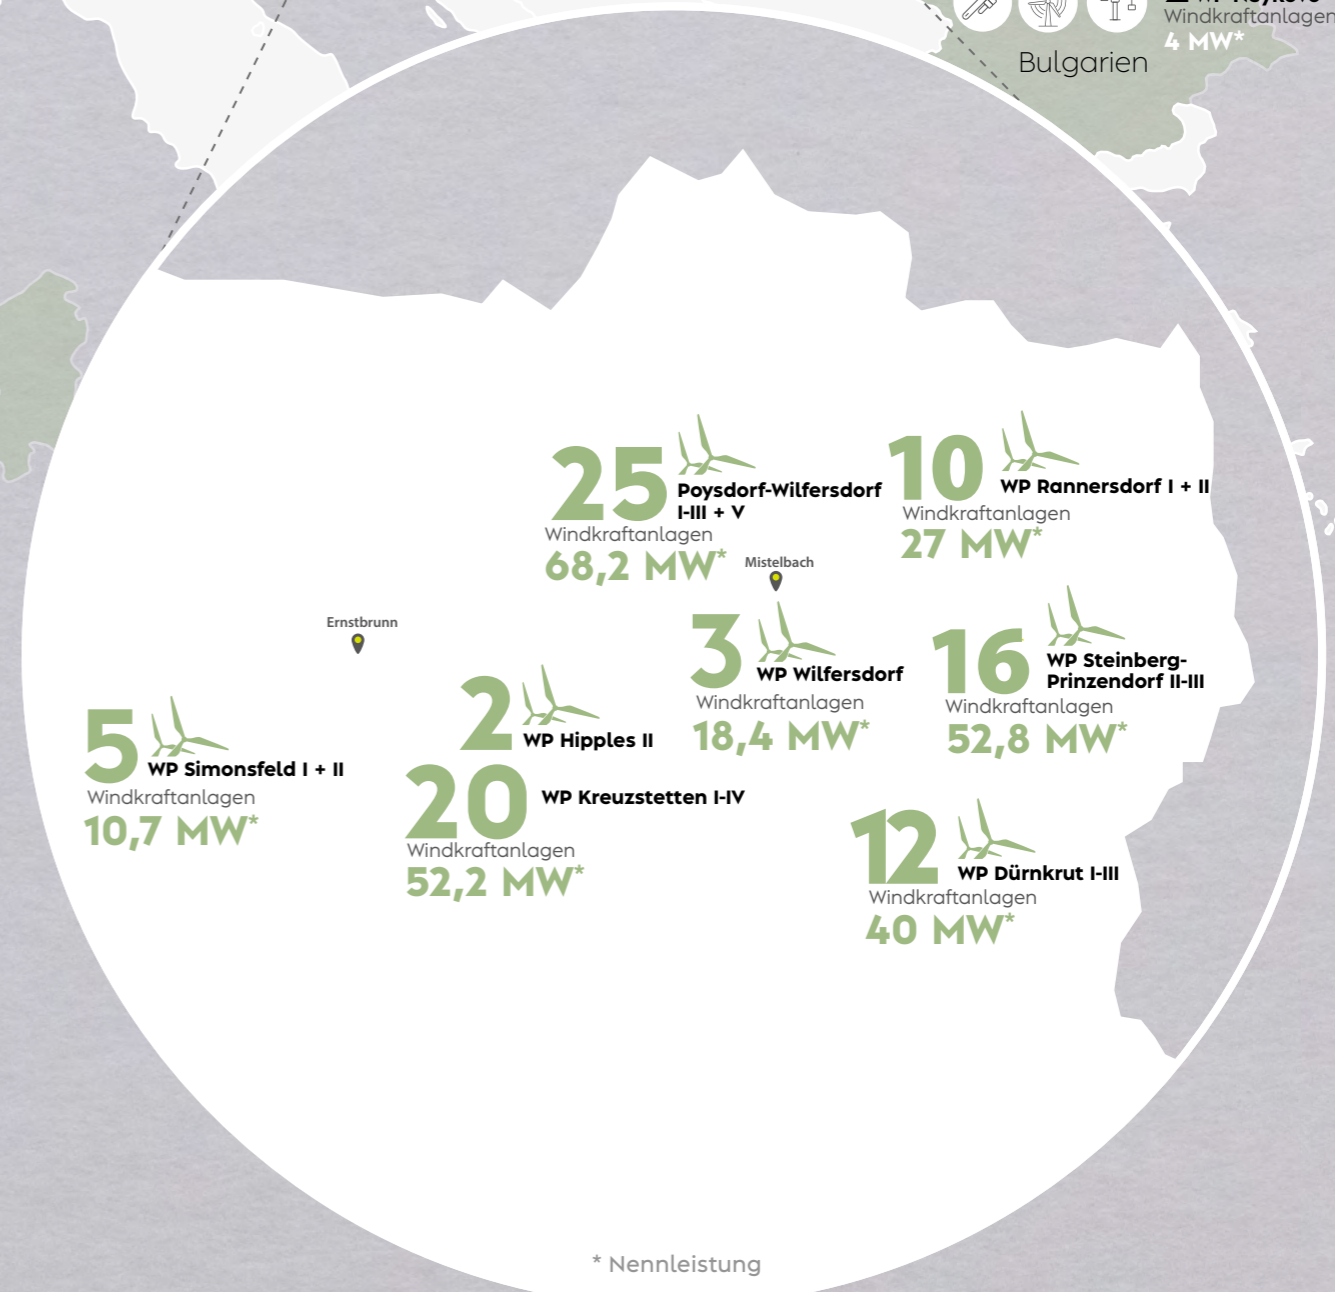 Windkraftanlagen
4 MW*
Bulgarien
25
Poysdorf-Wilfersdorf
I-III + V
Windkraftanlagen
68,2 MW*
10
WP Rannersdorf I + II
Windkraftanlagen
27 MW*
Mistelbach
Ernstbrunn
3
WP Wilfersdorf
Windkraftanlagen
18,4 MW*
16
WP Steinberg-
Prinzendorf II-III
Windkraftanlagen
52,8 MW*
5
WP Simonsfeld I + II
Windkraftanlagen
10,7 MW*
2
WP Hipples II
20
WP Kreuzstetten I-IV
Windkraftanlagen
52,2 MW*
12
WP Dürnkrut I-III
Windkraftanlagen
40 MW*
* Nennleistung